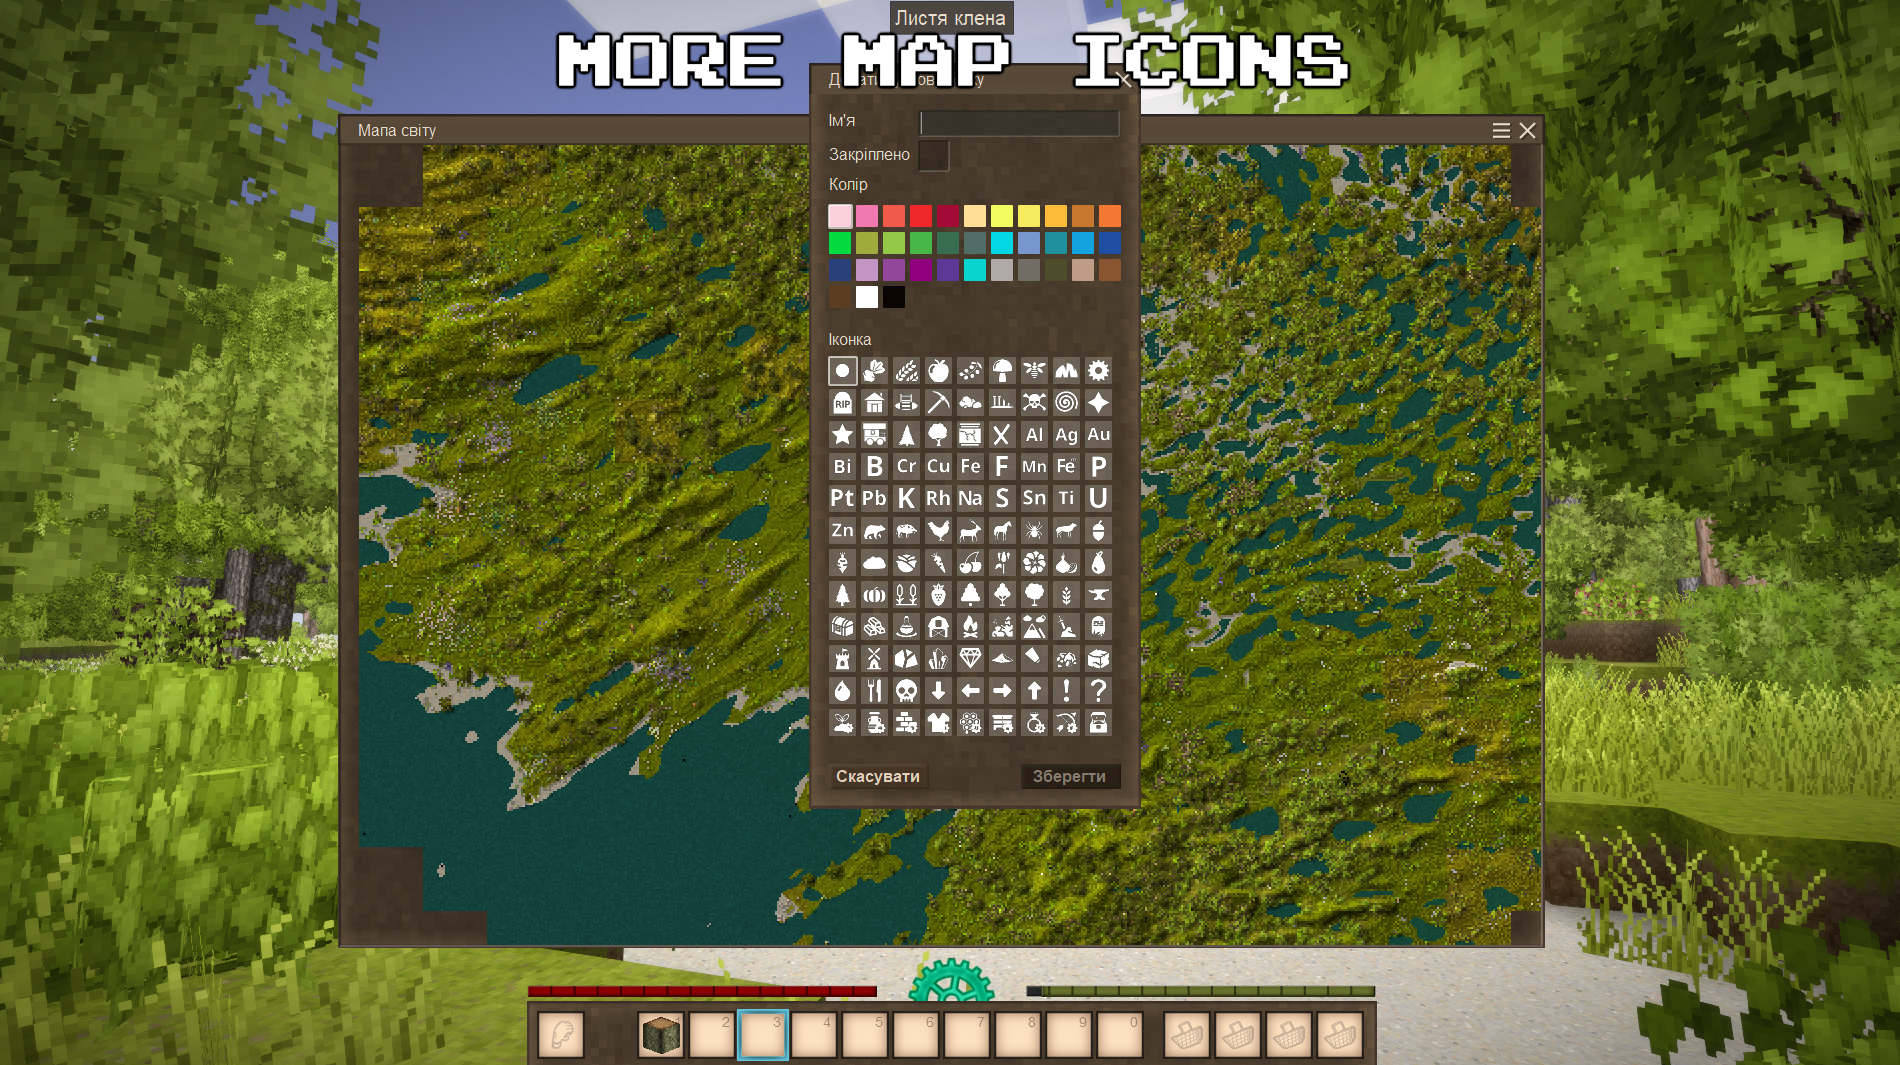 Листя клена
MORE MAP ICONS
Мапа світу
Ім'я
Закріплено
Колір
Іконка
RIP
Al Ag Au
Bi B Cr Cu Fe F Mn Fe P
Pt Pb K Rh Na S Sn Ti U
Zn
! ?
Скасувати Зберегти
1 2 3 4 5 6 7 8 9 0